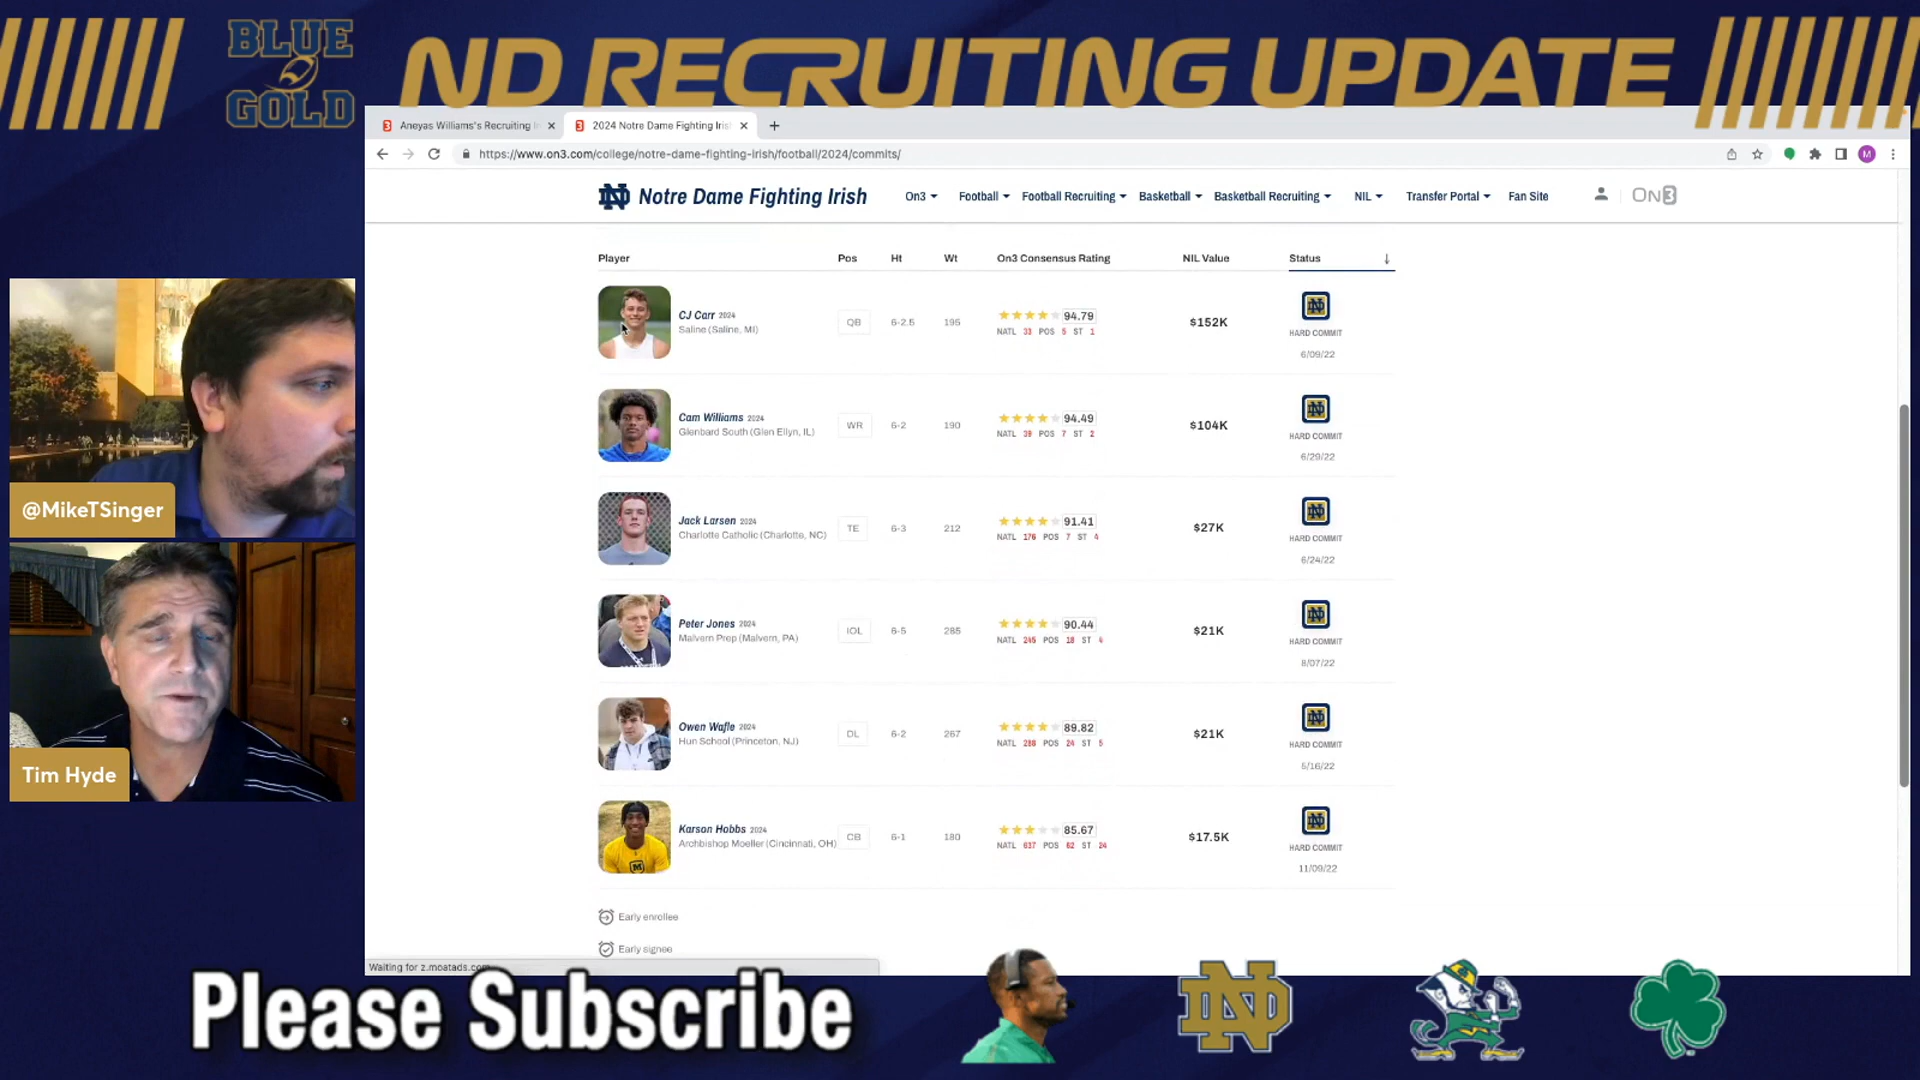 BLUE GOLD
ND RECRUITING UPDATE
Aneyas Williams's Recruiting In
2024 Notre Dame Fighting Iris
https://www.on3.com/college/notre-dame-fighting-irish/football/2024/commits/
M
ND Notre Dame Fighting Irish
On3
Football
Football Recruiting
Basketball
Basketball Recruiting
NIL
Transfer Portal
Fan Site
ON3
Player Pos Ht Wt On3 Consensus Rating NIL Value Status
CJ Carr 2024
Saline (Saline, MI)
QB 6-2.5 195
94.79
NATL 33 POS 5 ST 1
$152K
HARD COMMIT
6/09/22
Cam Williams 2024
Glenbard South (Glen Ellyn, IL)
WR 6-2 190
94.49
NATL 39 POS 7 ST 2
$104K
HARD COMMIT
6/29/22
Jack Larsen 2024
Charlotte Catholic (Charlotte, NC)
TE 6-3 212
91.41
NATL 176 POS 7 ST 4
$27K
HARD COMMIT
6/24/22
Peter Jones 2024
Malvern Prep (Malvern, PA)
IOL 6-5 285
90.44
NATL 245 POS 18 ST 4
$21K
HARD COMMIT
8/07/22
Owen Wafle 2024
Hun School (Princeton, NJ)
DL 6-2 267
89.82
NATL 288 POS 24 ST 5
$21K
HARD COMMIT
5/16/22
Karson Hobbs 2024
Archbishop Moeller (Cincinnati, OH)
CB 6-1 180
85.67
NATL 637 POS 62 ST 24
$17.5K
HARD COMMIT
11/09/22
Early enrollee
Early signee
Waiting for z.moatads.com...
@MikeTSinger
Tim Hyde
Please Subscribe
ND